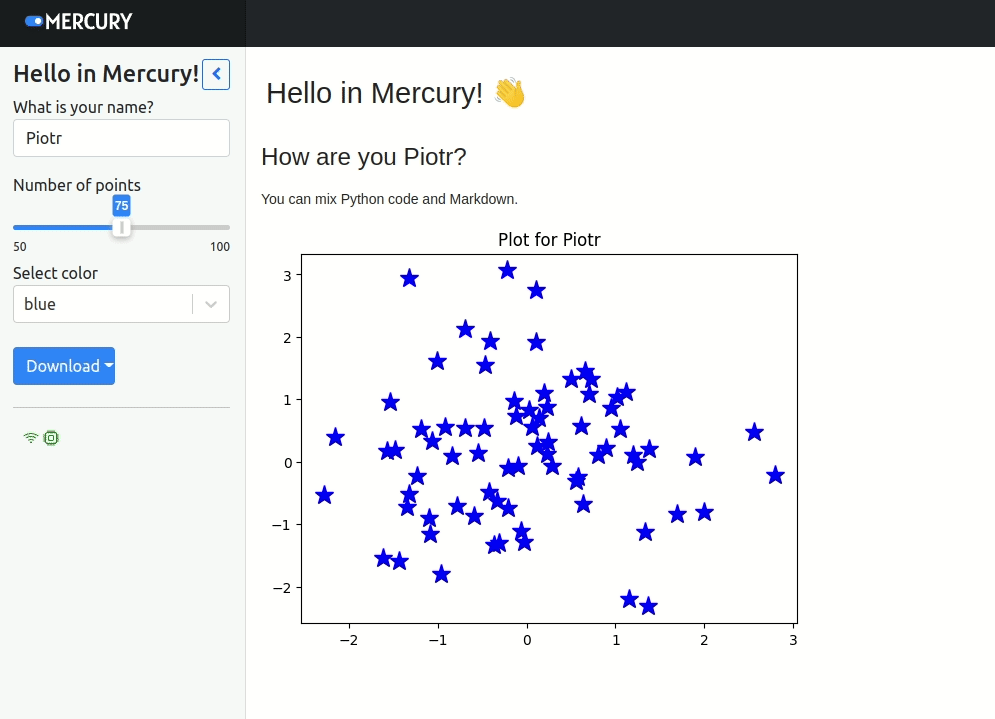 MERCURY
Hello in Mercury!
What is your name?
Piotr
Number of points
75
50 100
Select color
blue
Download
Hello in Mercury! 👋
How are you Piotr?
You can mix Python code and Markdown.
Plot for Piotr
3
2
1
0
−1
−2
−2 −1 0 1 2 3